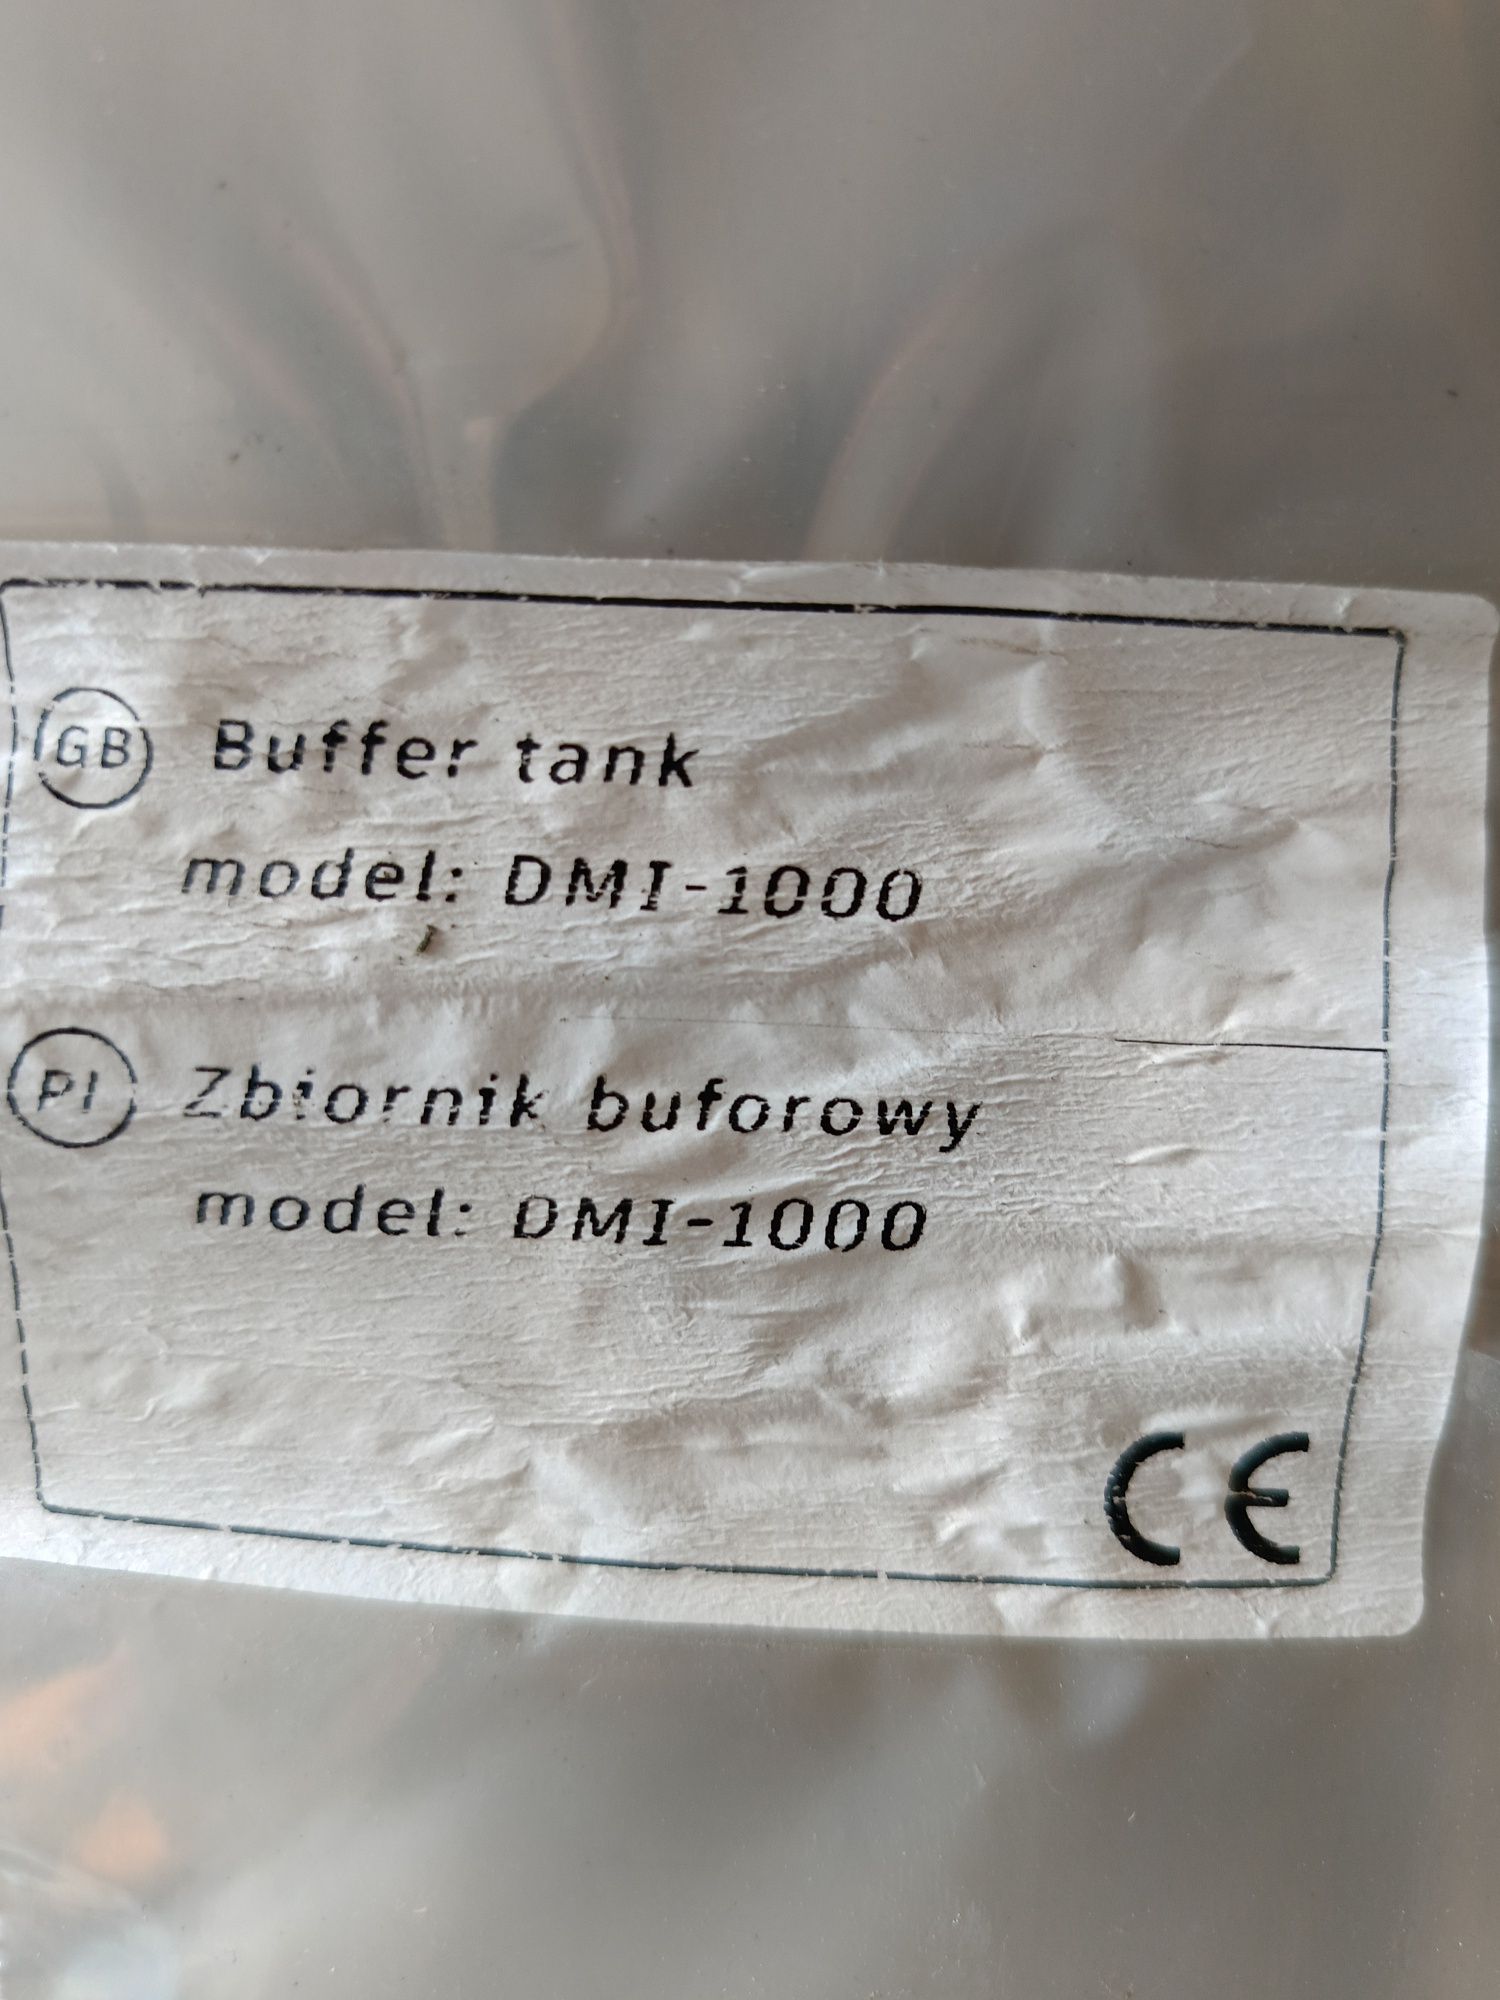 GB Buffer tank
model: DMI-1000
PL Zbiornik buforowy
model: DMI-1000
CE